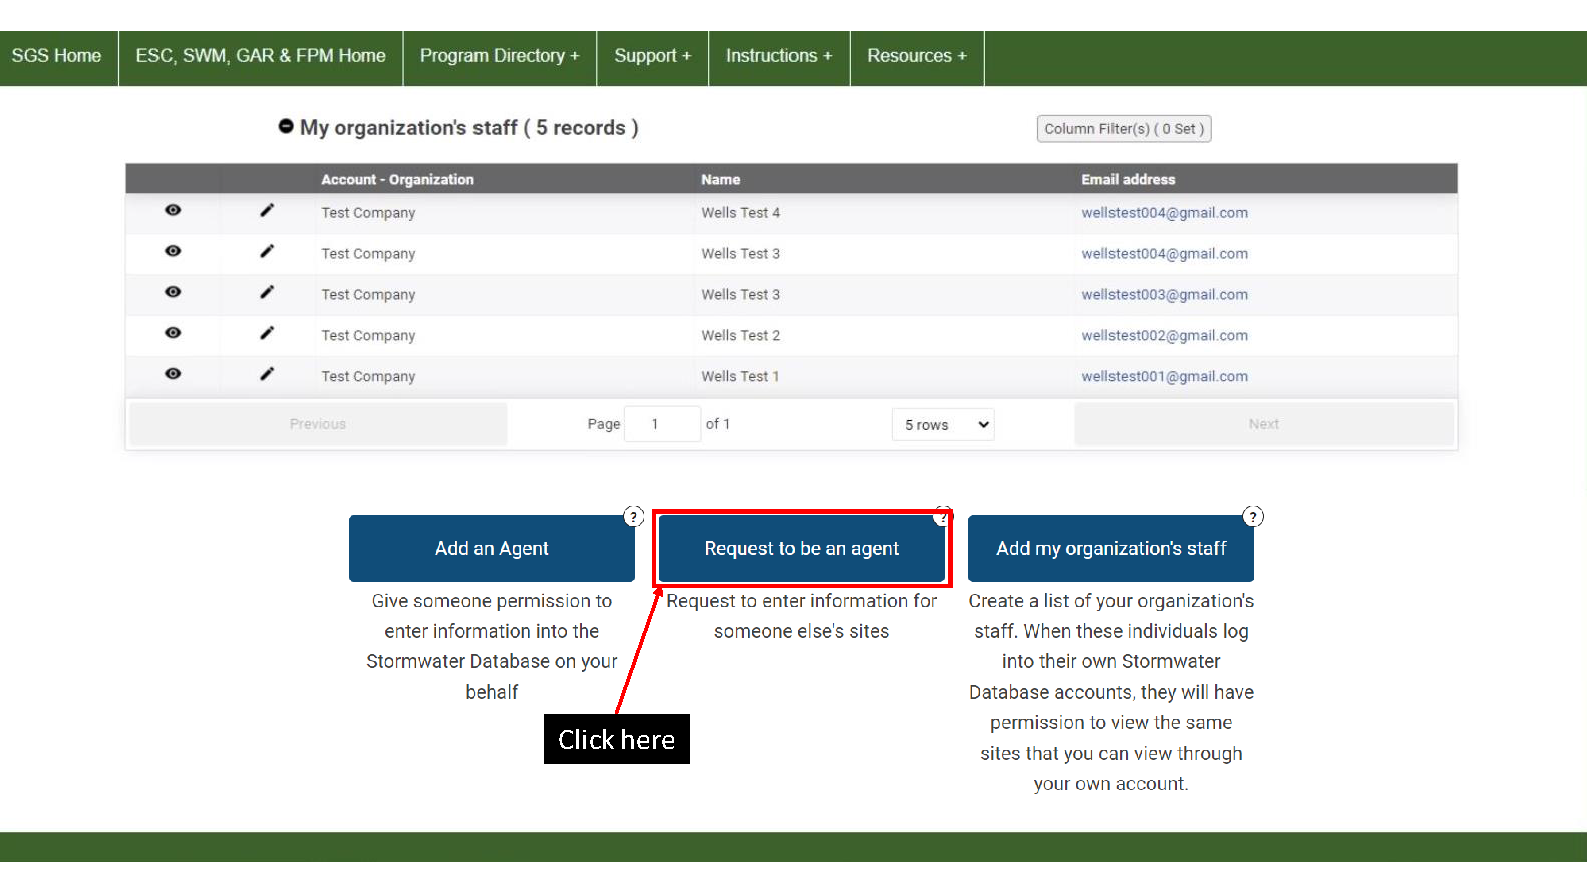 SGS Home ESC, SWM, GAR & FPM Home Program Directory + Support + Instructions + Resources +
My organization's staff ( 5 records ) Column Filter(s) ( 0 Set )
Account - Organization Name Email address
Test Company Wells Test 4 wellstest004@gmail.com
Test Company Wells Test 3 wellstest004@gmail.com
Test Company Wells Test 3 wellstest003@gmail.com
Test Company Wells Test 2 wellstest002@gmail.com
Test Company Wells Test 1 wellstest001@gmail.com
Previous Page 1 of 1 5 rows Next
?
Add an Agent
Give someone permission to
enter information into the
Stormwater Database on your
behalf
?
Request to be an agent
Request to enter information for
someone else's sites
Click here
?
Add my organization's staff
Create a list of your organization's
staff. When these individuals log
into their own Stormwater
Database accounts, they will have
permission to view the same
sites that you can view through
your own account.